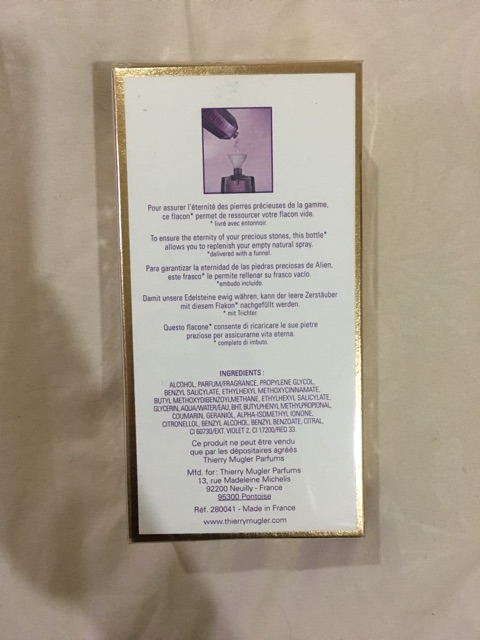 Pour assurer l'éternité des pierres précieuses de la gamme,
ce flacon* permet de ressourcer votre flacon vide.
* livré avec entonnoir.
To ensure the eternity of your precious stones, this bottle*
allows you to replenish your empty natural spray.
*delivered with a funnel.
Para garantizar la eternidad de las piedras preciosas de Alien,
este frasco* le permite rellenar su frasco vacío.
*embudo incluido.
Damit unsere Edelsteine ewig währen, kann der leere Zerstäuber
mit diesem Flakon* nachgefüllt werden.
* mit Trichter.
Questo flacone* consente di ricaricare le sue pietre
preziose per assicurarne vita eterna.
* completo di imbuto.
INGREDIENTS :
ALCOHOL, PARFUM/FRAGRANCE, PROPYLENE GLYCOL,
BENZYL SALICYLATE, ETHYLHEXYL METHOXYCINNAMATE,
BUTYL METHOXYDIBENZOYLMETHANE, ETHYLHEXYL SALICYLATE,
GLYCERIN, AQUA/WATER/EAU, BHT, BUTYLPHENYL METHYLPROPIONAL,
COUMARIN, GERANIOL, ALPHA-ISOMETHYL IONONE,
CITRONELLOL, BENZYL ALCOHOL, BENZYL BENZOATE, CITRAL,
CI 60730/EXT. VIOLET 2, CI 17200/RED 33.
Ce produit ne peut être vendu
que par les dépositaires agréés
Thierry Mugler Parfums
Mfd. for: Thierry Mugler Parfums
13, rue Madeleine Michelis
92200 Neuilly - France
95300 Pontoise
Réf. 280041 - Made in France
www.thierrymugler.com